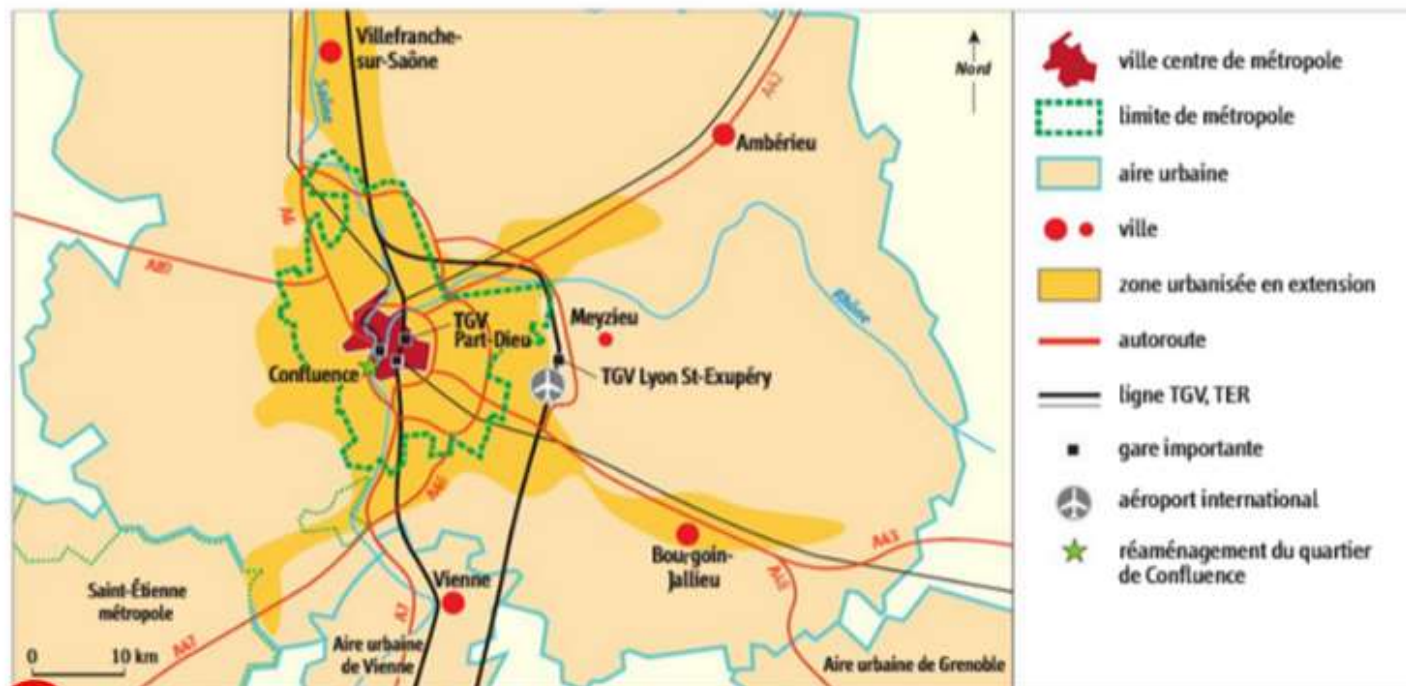 Villefranche-
sur-Saône
Saône
Nord
A42
Ambérieu
A6
A89
Rhône
TGV
Part-Dieu
Meyzieu
Confluence
TGV Lyon St-Exupéry
A46
Bourgoin-
Jallieu
A43
Saint-Étienne
métropole
Vienne
A7
A47
Aire urbaine
de Vienne
Aire urbaine de Grenoble
0 10 km
ville centre de métropole
limite de métropole
aire urbaine
ville
zone urbanisée en extension
autoroute
ligne TGV, TER
gare importante
aéroport international
réaménagement du quartier
de Confluence